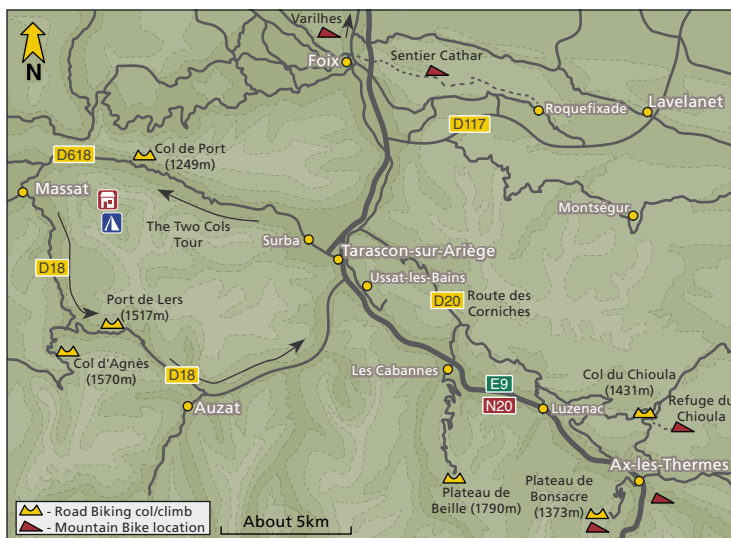 Varilhes
Foix
Sentier Cathar
N
Roquefixade
Lavelanet
D117
Col de Port
(1249m)
D618
Massat
The Two Cols
Tour
Montségur
Surba
Tarascon-sur-Ariège
D18
Ussat-les-Bains
Port de Lers
(1517m)
D20
Route des
Corniches
Col d'Agnès
(1570m)
D18
Les Cabannes
E9
N20
Col du Chioula
(1431m)
Refuge du
Chioula
Auzat
Luzenac
Ax-les-Thermes
Plateau de
Beille (1790m)
Plateau de
Bonsacre
(1373m)
- Road Biking col/climb
- Mountain Bike location
About 5km